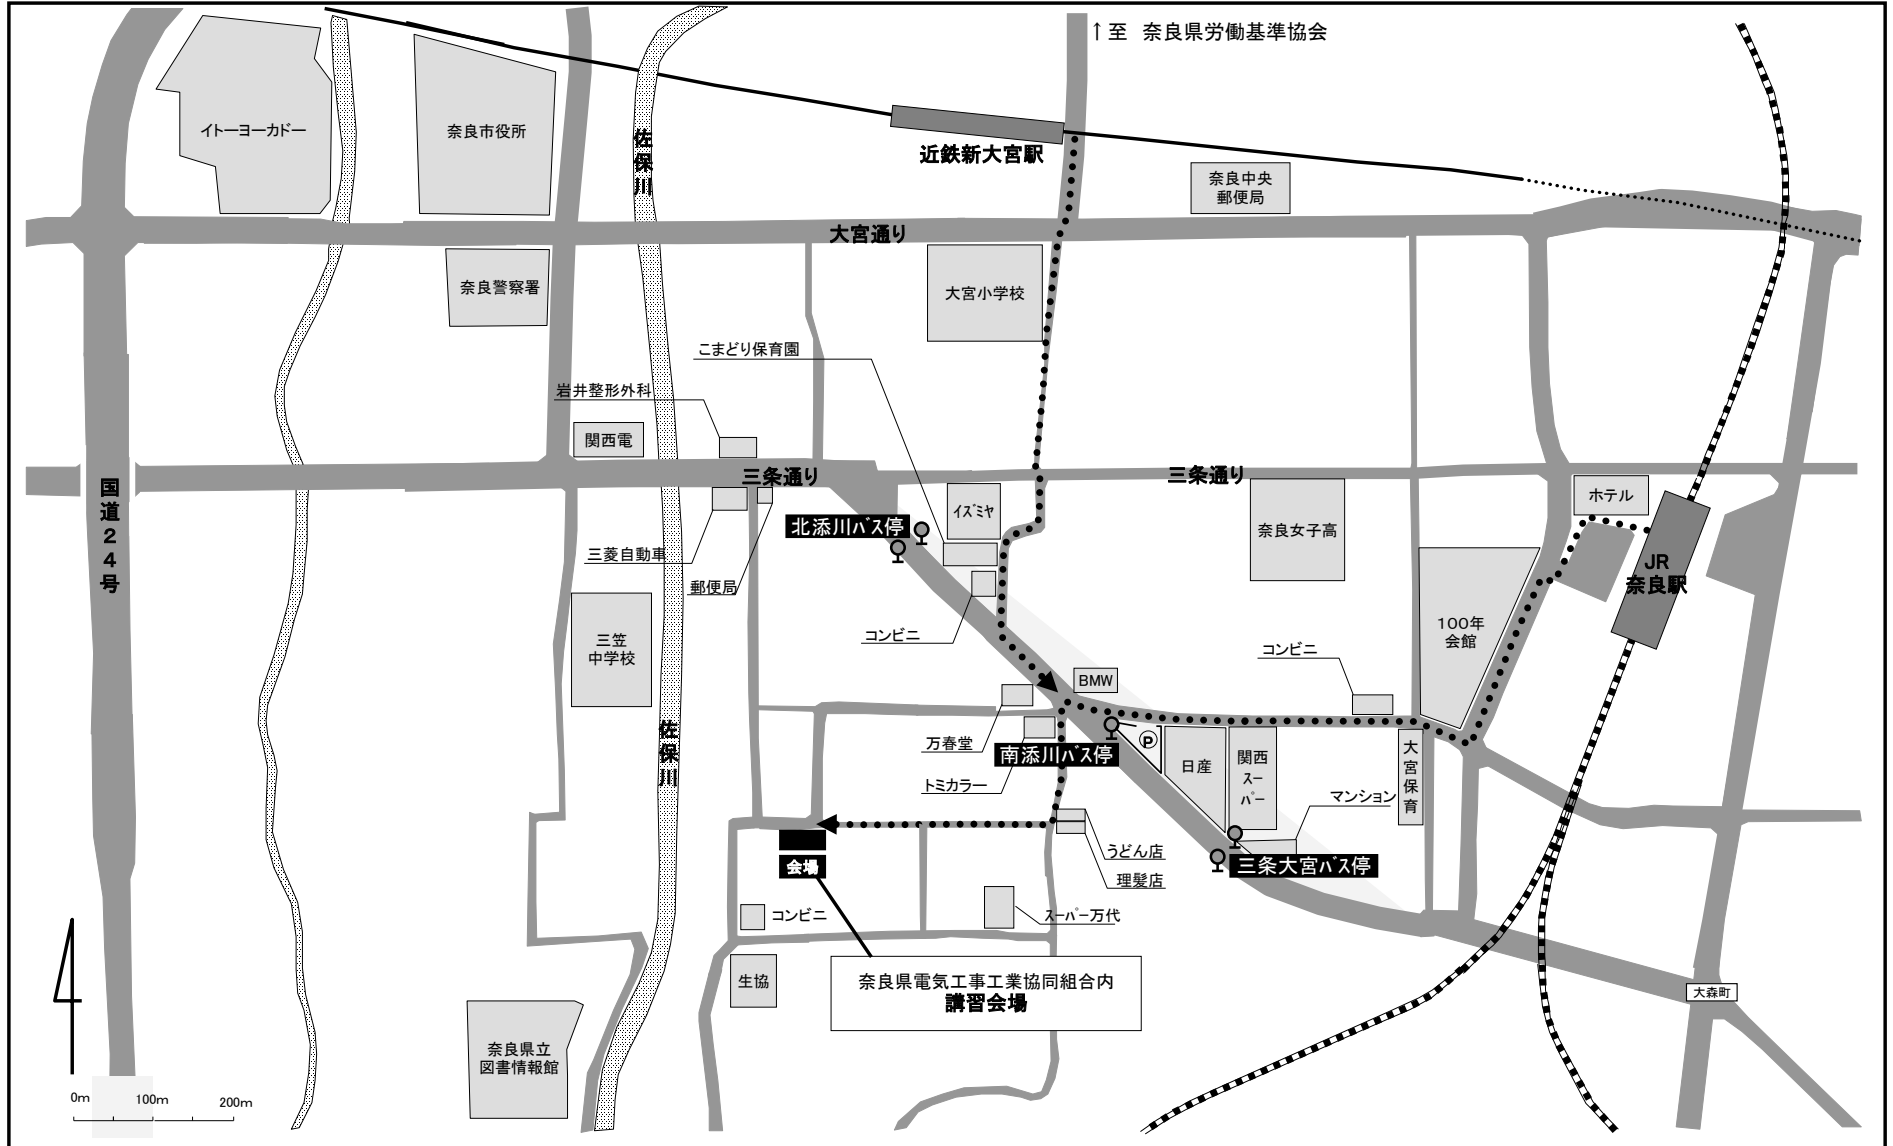 ↑至 奈良県労働基準協会
イトーヨーカドー
奈良市役所
佐保川
近鉄新大宮駅
奈良中央
郵便局
大宮通り
奈良警察署
大宮小学校
こまどり保育園
岩井整形外科
関西電
三条通り
三条通り
国道24号
ホテル
イズミヤ
北添川バス停
奈良女子高
三菱自動車
郵便局
JR
奈良駅
三笠
中学校
コンビニ
100年
会館
コンビニ
BMW
佐保川
万春堂
南添川バス停
P
日産
関西
スー
パー
大宮保育
トミカラー
マンション
うどん店
三条大宮バス停
会場
理髪店
コンビニ
スーパー万代
生協
奈良県電気工事工業協同組合内
講習会場
大森町
奈良県立
図書情報館
0m 100m 200m